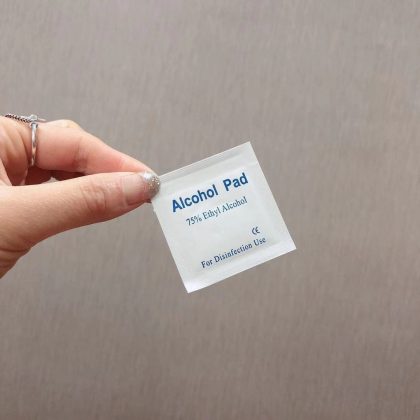 Alcohol Pad
75% Ethyl Alcohol
CE
For Disinfection Use